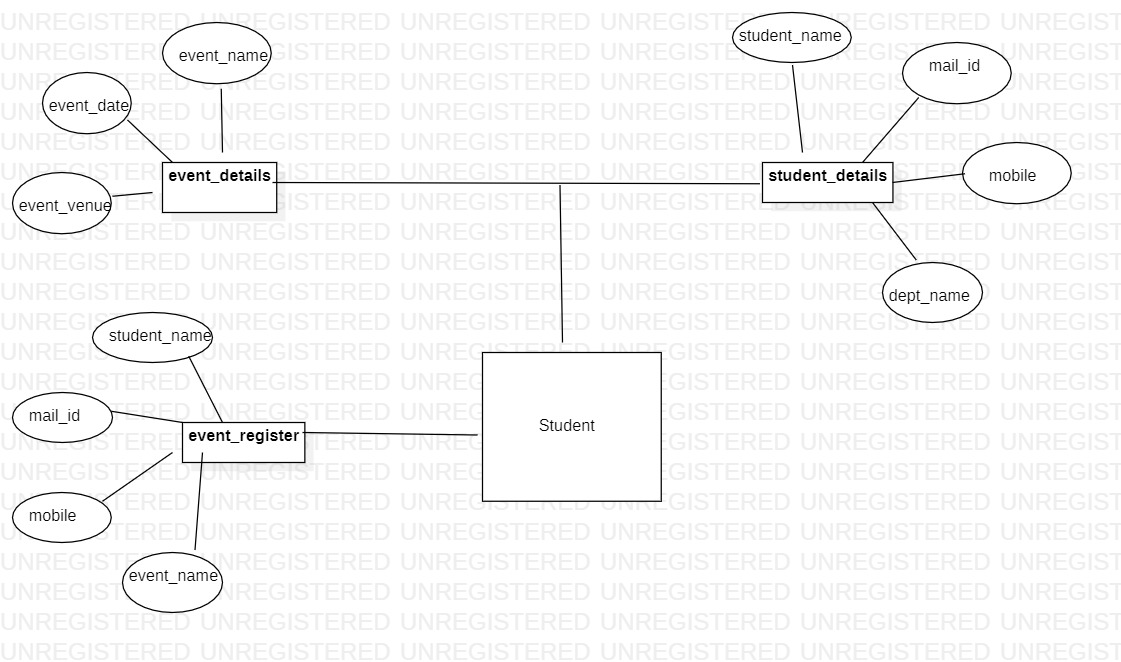 event_name
event_date
event_venue
event_details
student_name
mail_id
mobile
dept_name
student_details
student_name
mail_id
mobile
event_name
event_register
Student
UNREGISTERED UNREGISTERED UNREGISTERED UNREGISTERED UNREGISTERED UNREGIST